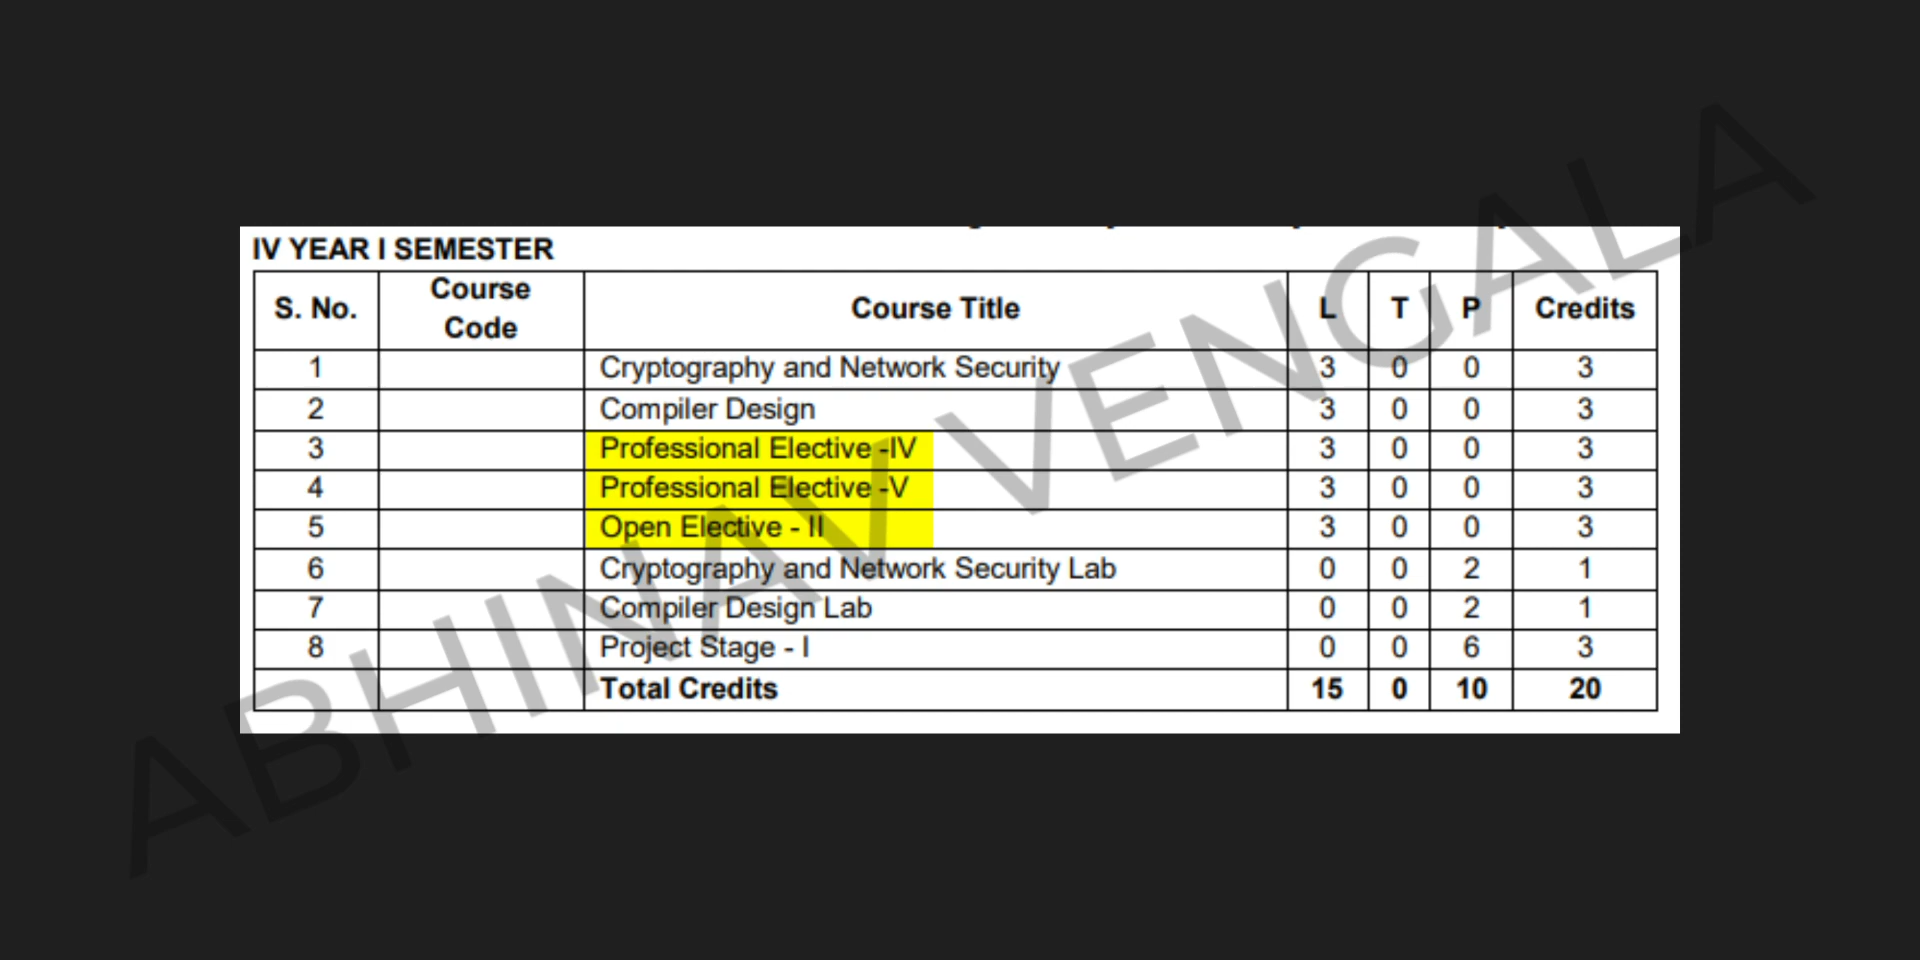 IV YEAR I SEMESTER
S. No. Course Code Course Title L T P Credits
1 Cryptography and Network Security 3 0 0 3
2 Compiler Design 3 0 0 3
3 Professional Elective -IV 3 0 0 3
4 Professional Elective -V 3 0 0 3
5 Open Elective - II 3 0 0 3
6 Cryptography and Network Security Lab 0 0 2 1
7 Compiler Design Lab 0 0 2 1
8 Project Stage - I 0 0 6 3
Total Credits 15 0 10 20
ABHINAV VENGALA